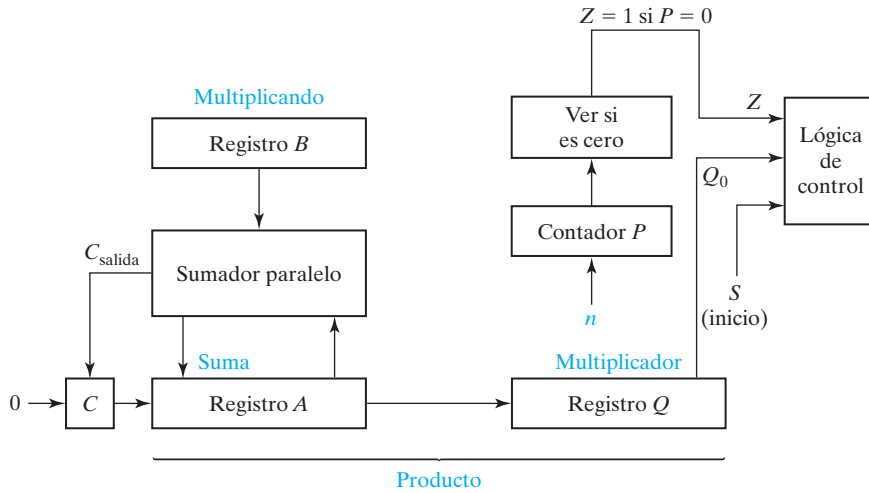 Z = 1 si P = 0
Multiplicando
Registro B
Ver si
es cero
Z
Lógica
de
control
Q0
Contador P
C salida
Sumador paralelo
n
S
(inicio)
Suma
Multiplicador
0
C
Registro A
Registro Q
Producto